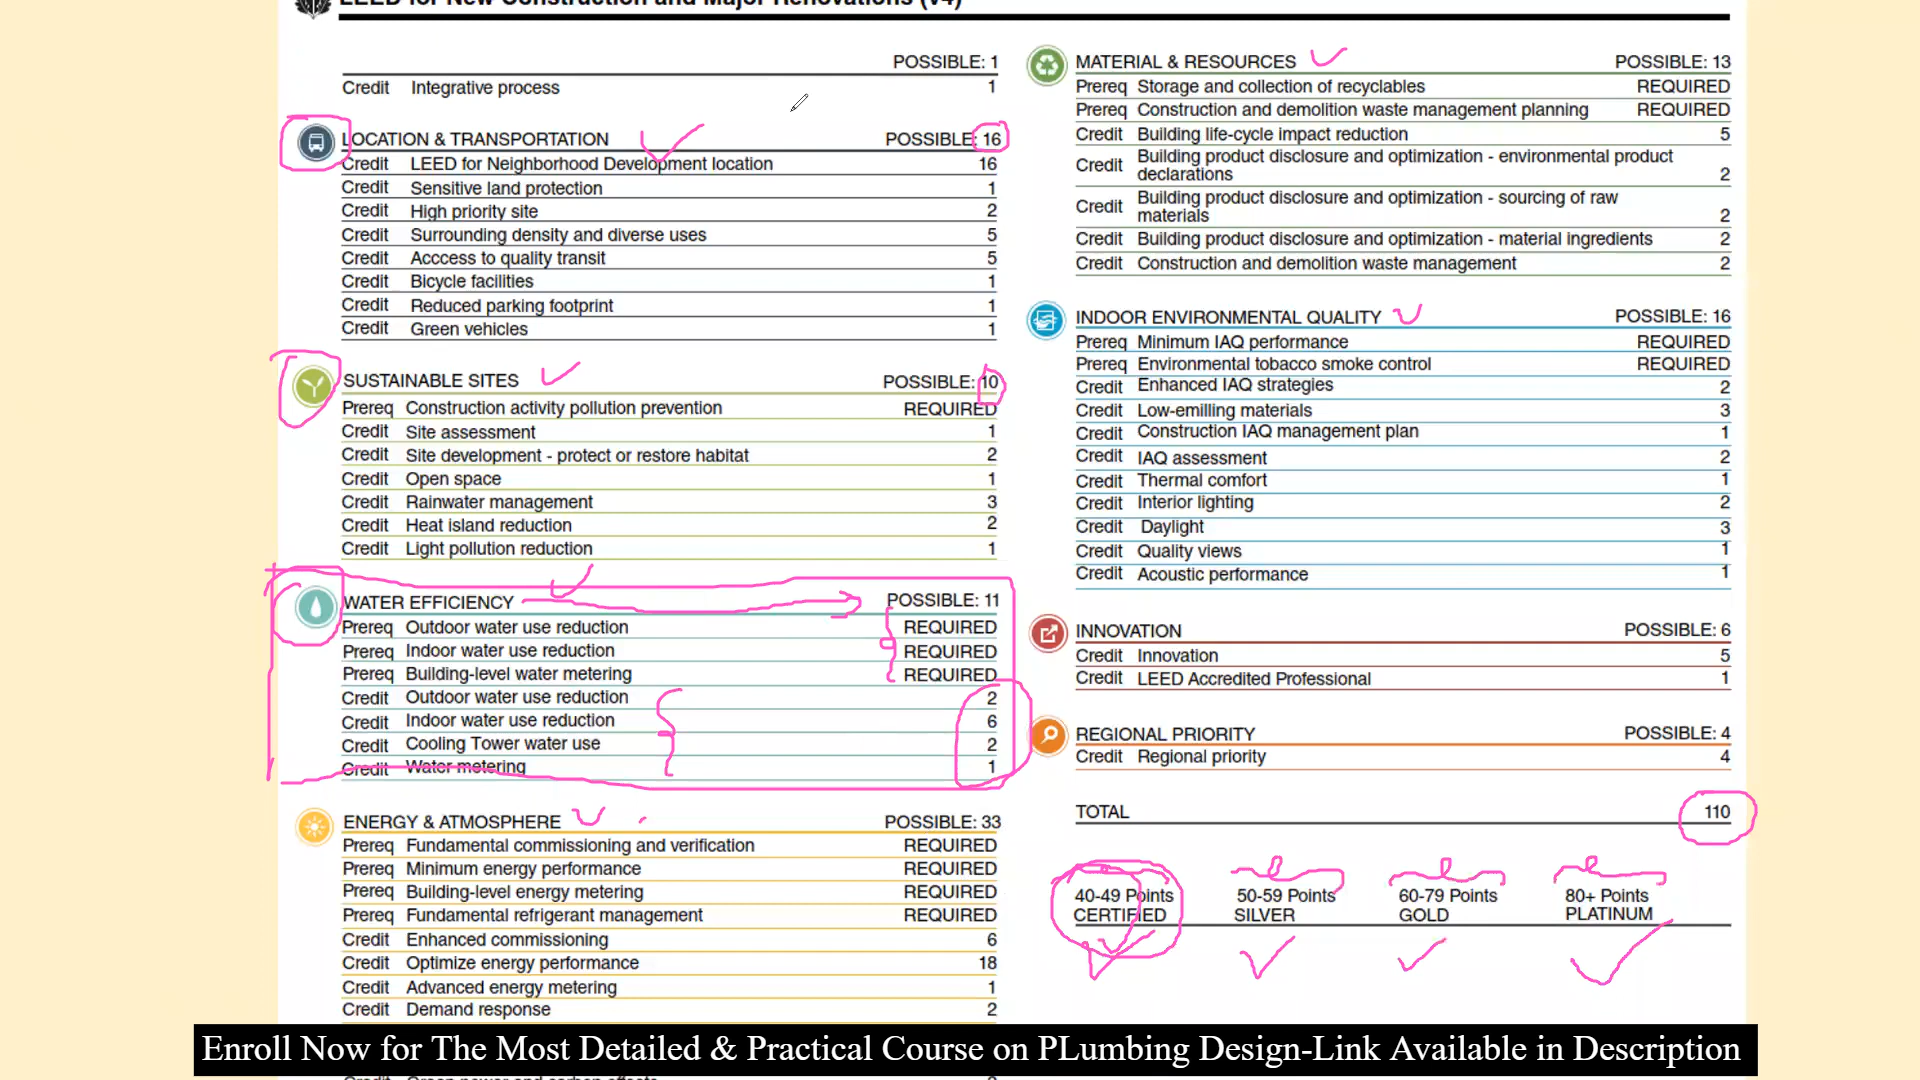 LEED for New Construction and Major Renovations (v4)
POSSIBLE: 1
Credit Integrative process 1
LOCATION & TRANSPORTATION POSSIBLE: 16
Credit LEED for Neighborhood Development location 16
Credit Sensitive land protection 1
Credit High priority site 2
Credit Surrounding density and diverse uses 5
Credit Acccess to quality transit 5
Credit Bicycle facilities 1
Credit Reduced parking footprint 1
Credit Green vehicles 1
SUSTAINABLE SITES POSSIBLE: 10
Prereq Construction activity pollution prevention REQUIRED
Credit Site assessment 1
Credit Site development - protect or restore habitat 2
Credit Open space 1
Credit Rainwater management 3
Credit Heat island reduction 2
Credit Light pollution reduction 1
WATER EFFICIENCY POSSIBLE: 11
Prereq Outdoor water use reduction REQUIRED
Prereq Indoor water use reduction REQUIRED
Prereq Building-level water metering REQUIRED
Credit Outdoor water use reduction 2
Credit Indoor water use reduction 6
Credit Cooling Tower water use 2
Credit Water metering 1
ENERGY & ATMOSPHERE POSSIBLE: 33
Prereq Fundamental commissioning and verification REQUIRED
Prereq Minimum energy performance REQUIRED
Prereq Building-level energy metering REQUIRED
Prereq Fundamental refrigerant management REQUIRED
Credit Enhanced commissioning 6
Credit Optimize energy performance 18
Credit Advanced energy metering 1
Credit Demand response 2
MATERIAL & RESOURCES POSSIBLE: 13
Prereq Storage and collection of recyclables REQUIRED
Prereq Construction and demolition waste management planning REQUIRED
Credit Building life-cycle impact reduction 5
Credit Building product disclosure and optimization - environmental product
declarations 2
Credit Building product disclosure and optimization - sourcing of raw
materials 2
Credit Building product disclosure and optimization - material ingredients 2
Credit Construction and demolition waste management 2
INDOOR ENVIRONMENTAL QUALITY POSSIBLE: 16
Prereq Minimum IAQ performance REQUIRED
Prereq Environmental tobacco smoke control REQUIRED
Credit Enhanced IAQ strategies 2
Credit Low-emilling materials 3
Credit Construction IAQ management plan 1
Credit IAQ assessment 2
Credit Thermal comfort 1
Credit Interior lighting 2
Credit Daylight 3
Credit Quality views 1
Credit Acoustic performance 1
INNOVATION POSSIBLE: 6
Credit Innovation 5
Credit LEED Accredited Professional 1
REGIONAL PRIORITY POSSIBLE: 4
Credit Regional priority 4
TOTAL 110
40-49 Points 50-59 Points 60-79 Points 80+ Points
CERTIFIED SILVER GOLD PLATINUM
Enroll Now for The Most Detailed & Practical Course on PLumbing Design-Link Available in Description